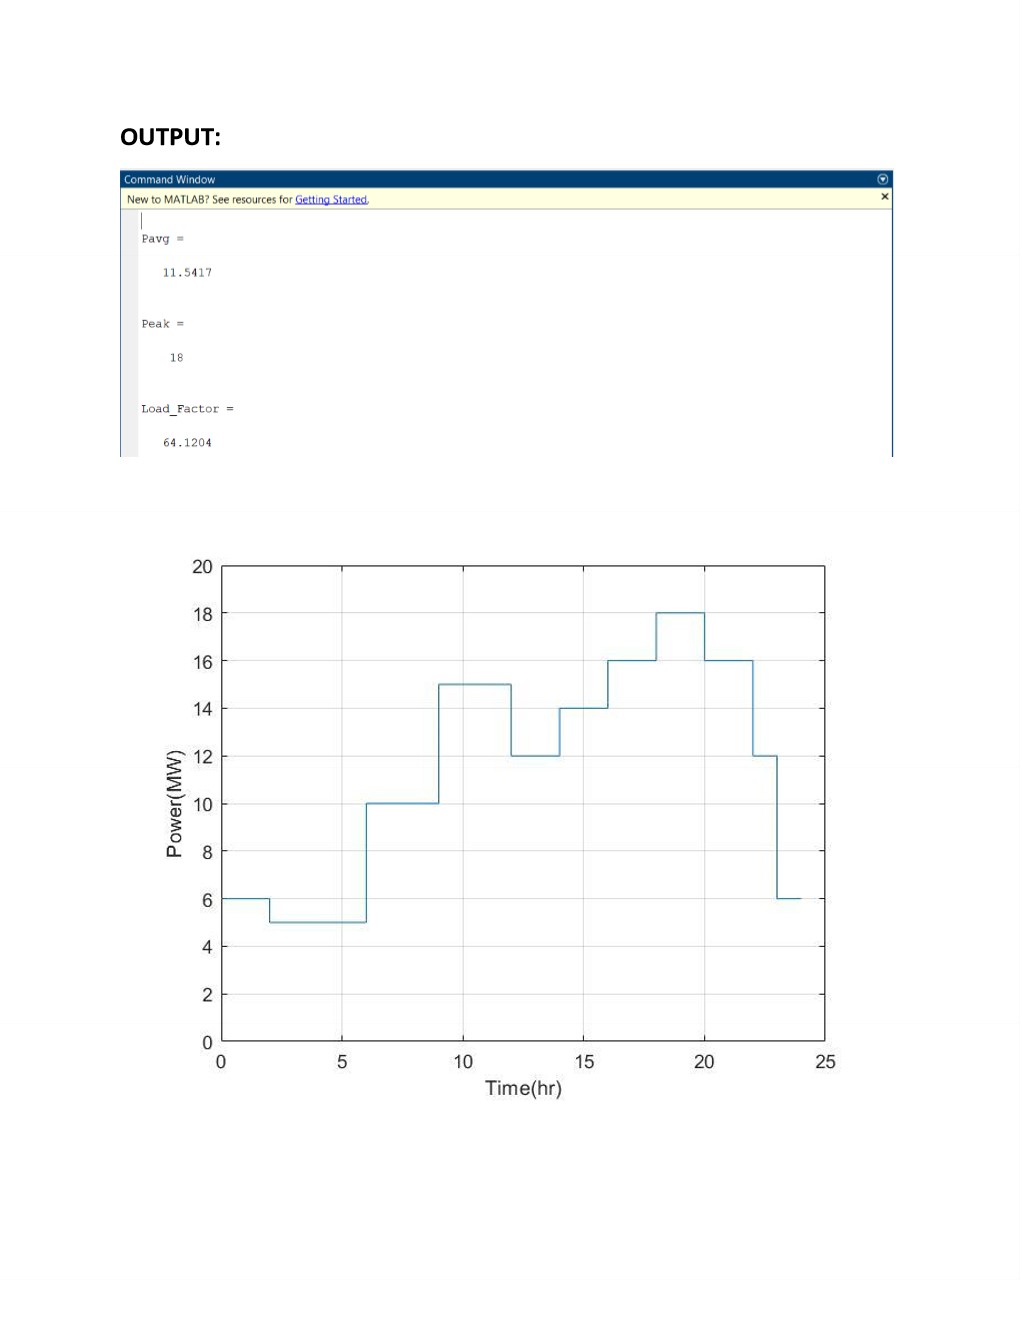 OUTPUT:
Command Window
New to MATLAB? See resources for Getting Started.
Pavg =
11.5417
Peak =
18
Load_Factor =
64.1204
20
18
16
14
12
10
8
6
4
2
0
Power(MW)
0 5 10 15 20 25
Time(hr)